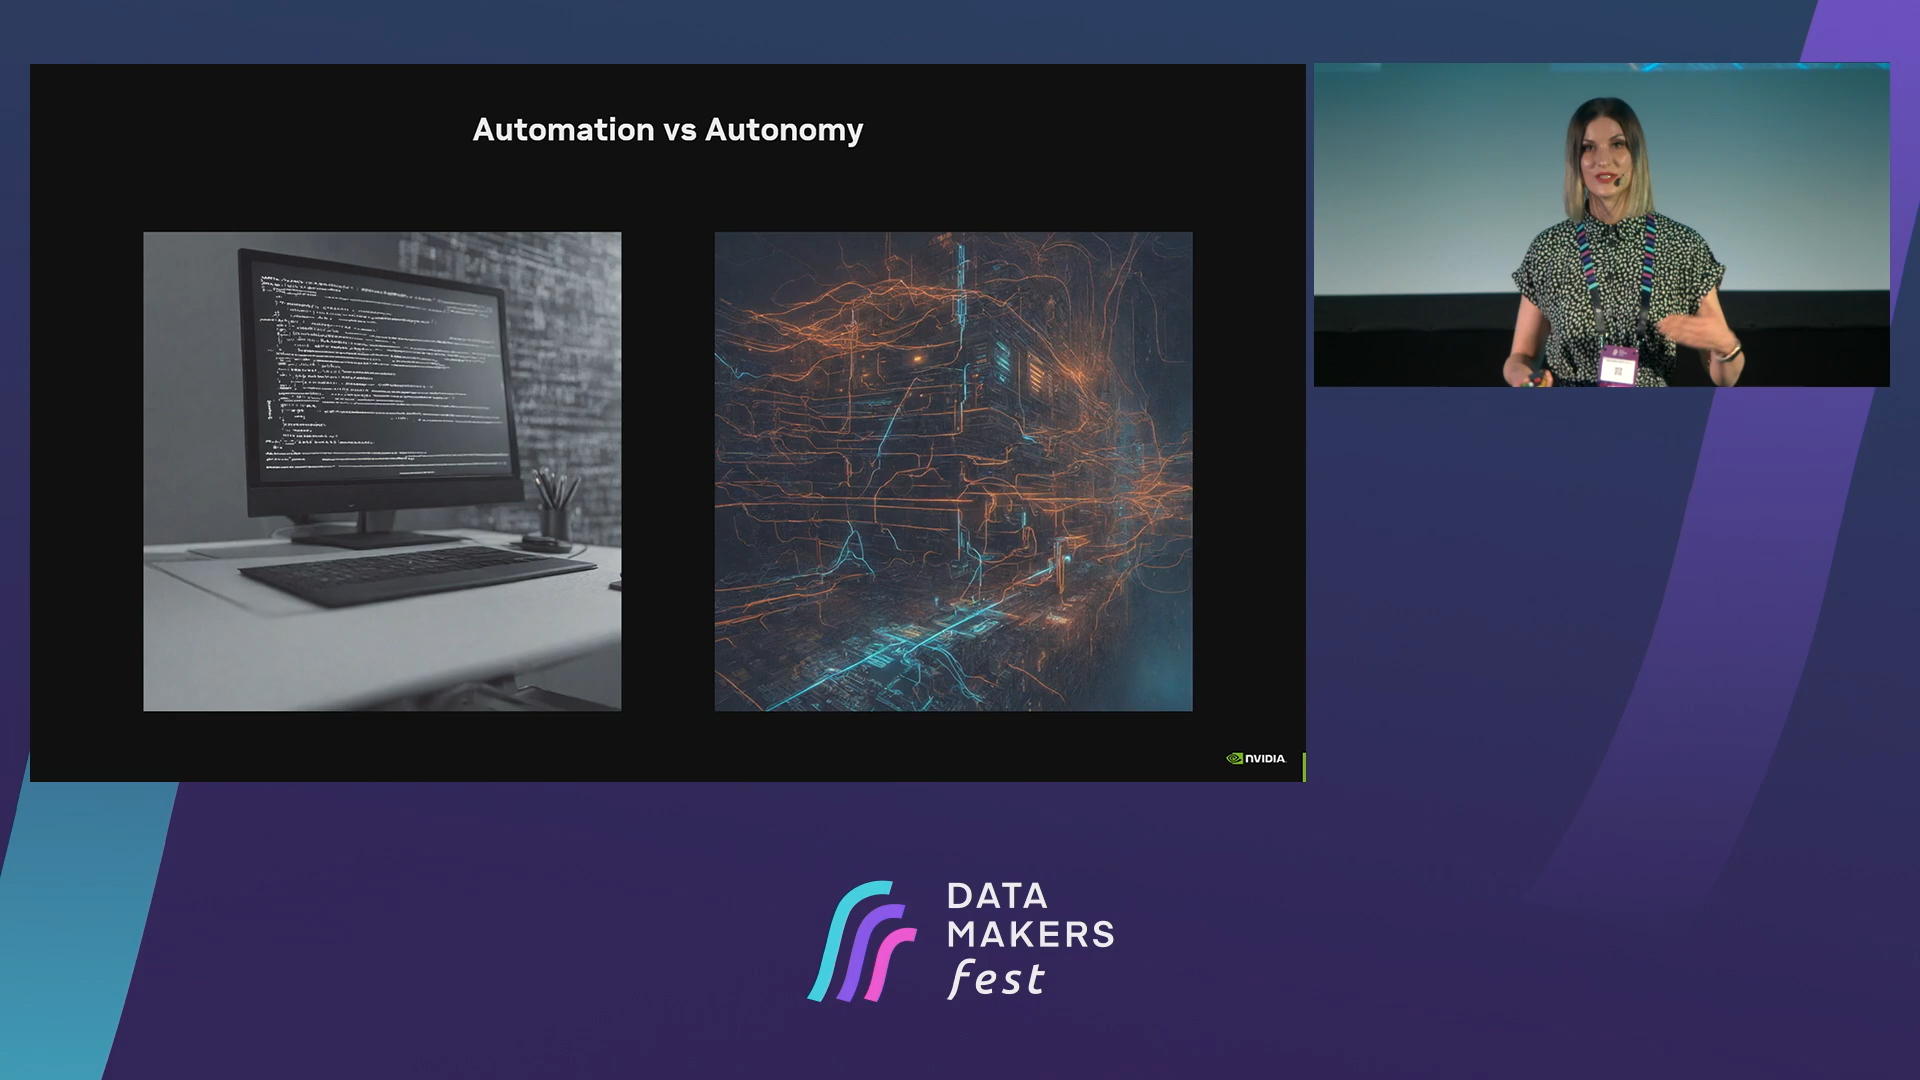 Automation vs Autonomy
NVIDIA
DATA
MAKERS
fest